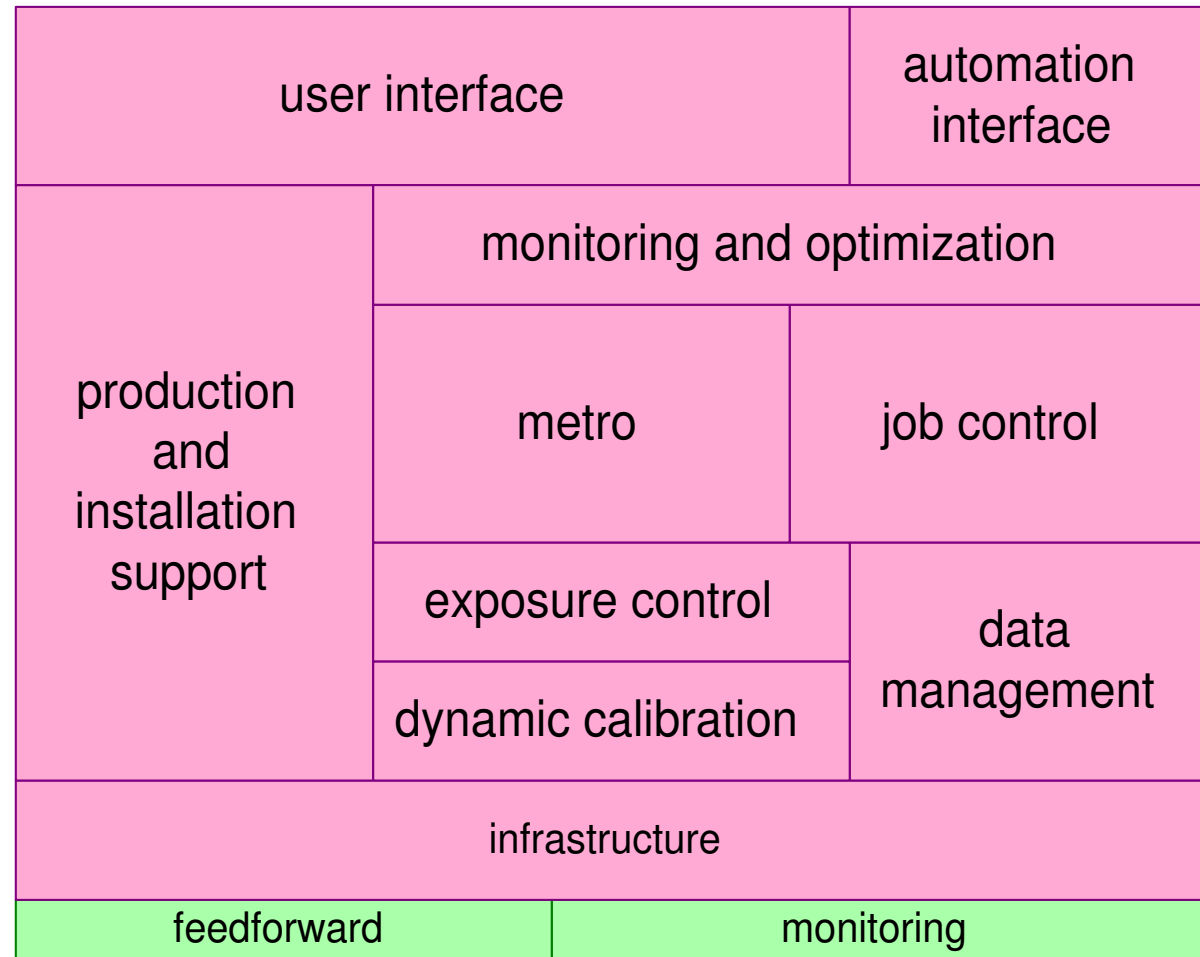 user interface
automation
interface
monitoring and optimization
production
and
installation
support
metro
job control
exposure control
data
management
dynamic calibration
infrastructure
feedforward
monitoring